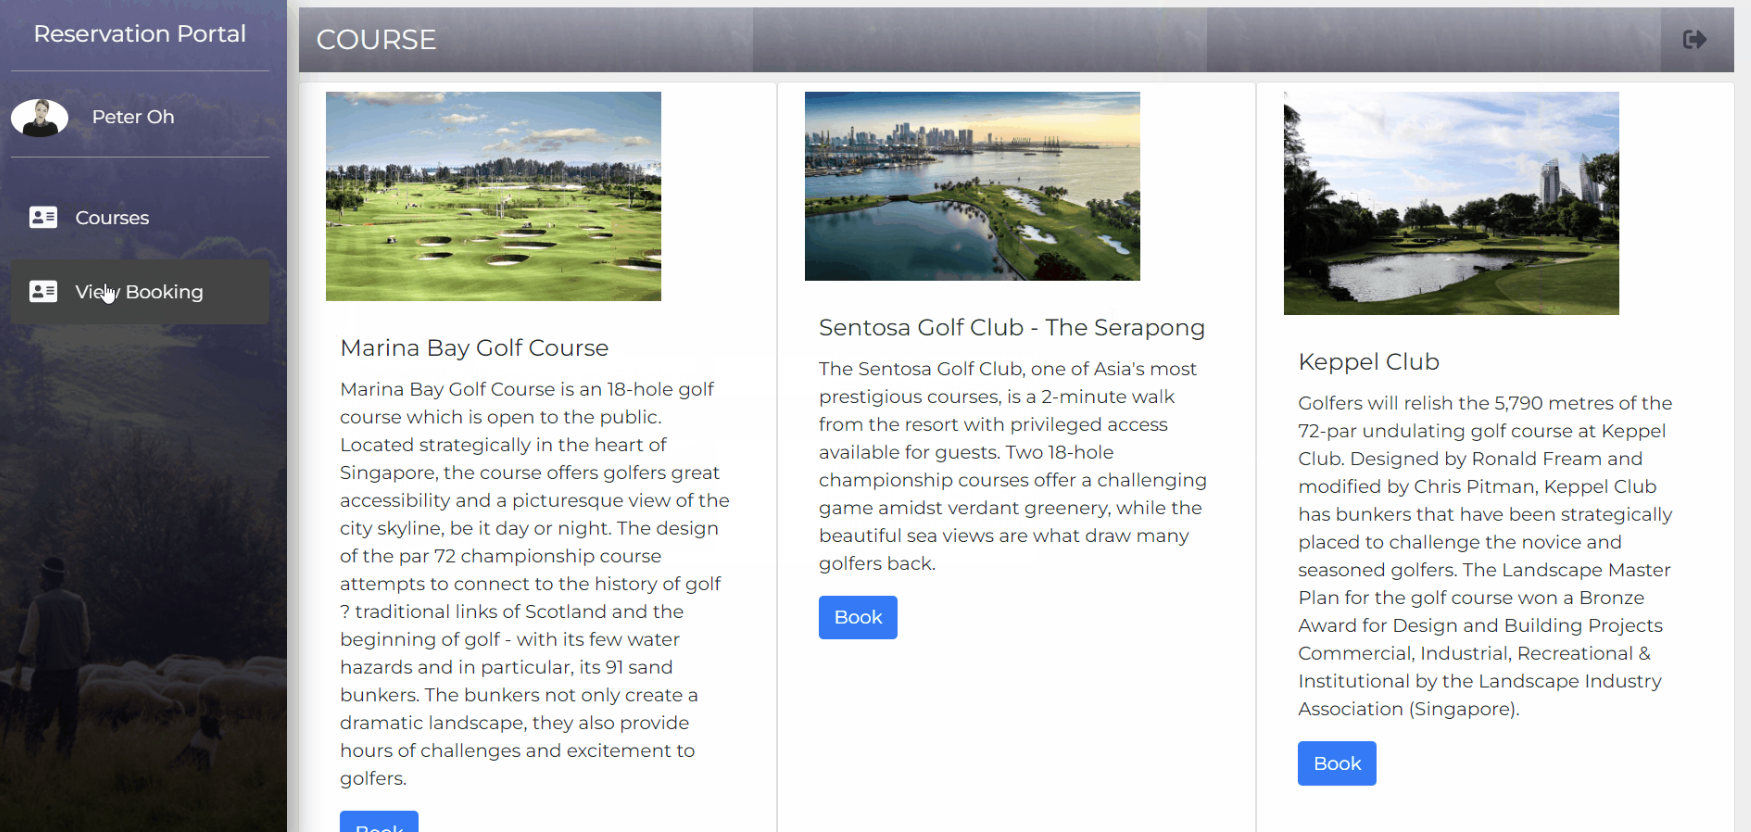 Reservation Portal
Peter Oh
Courses
View Booking
COURSE
Marina Bay Golf Course
Marina Bay Golf Course is an 18-hole golf
course which is open to the public.
Located strategically in the heart of
Singapore, the course offers golfers great
accessibility and a picturesque view of the
city skyline, be it day or night. The design
of the par 72 championship course
attempts to connect to the history of golf
? traditional links of Scotland and the
beginning of golf - with its few water
hazards and in particular, its 91 sand
bunkers. The bunkers not only create a
dramatic landscape, they also provide
hours of challenges and excitement to
golfers.
Book
Sentosa Golf Club - The Serapong
The Sentosa Golf Club, one of Asia's most
prestigious courses, is a 2-minute walk
from the resort with privileged access
available for guests. Two 18-hole
championship courses offer a challenging
game amidst verdant greenery, while the
beautiful sea views are what draw many
golfers back.
Book
Keppel Club
Golfers will relish the 5,790 metres of the
72-par undulating golf course at Keppel
Club. Designed by Ronald Fream and
modified by Chris Pitman, Keppel Club
has bunkers that have been strategically
placed to challenge the novice and
seasoned golfers. The Landscape Master
Plan for the golf course won a Bronze
Award for Design and Building Projects
Commercial, Industrial, Recreational &
Institutional by the Landscape Industry
Association (Singapore).
Book